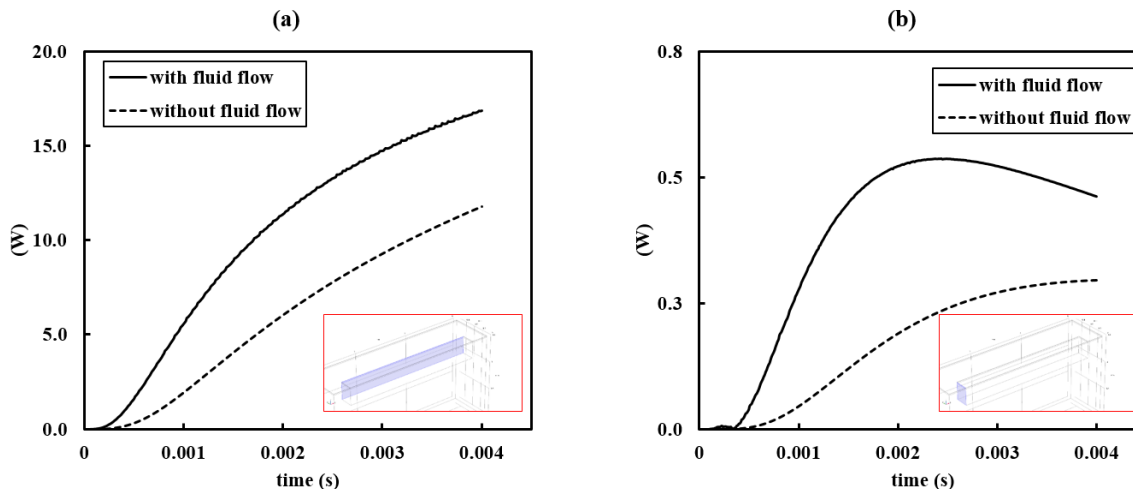 (a)
20.0
15.0
10.0
5.0
0.0
(W)
with fluid flow
without fluid flow
0
0.001
0.002
0.003
0.004
time (s)
(b)
0.8
0.5
0.3
0.0
(W)
with fluid flow
without fluid flow
0
0.001
0.002
0.003
0.004
time (s)